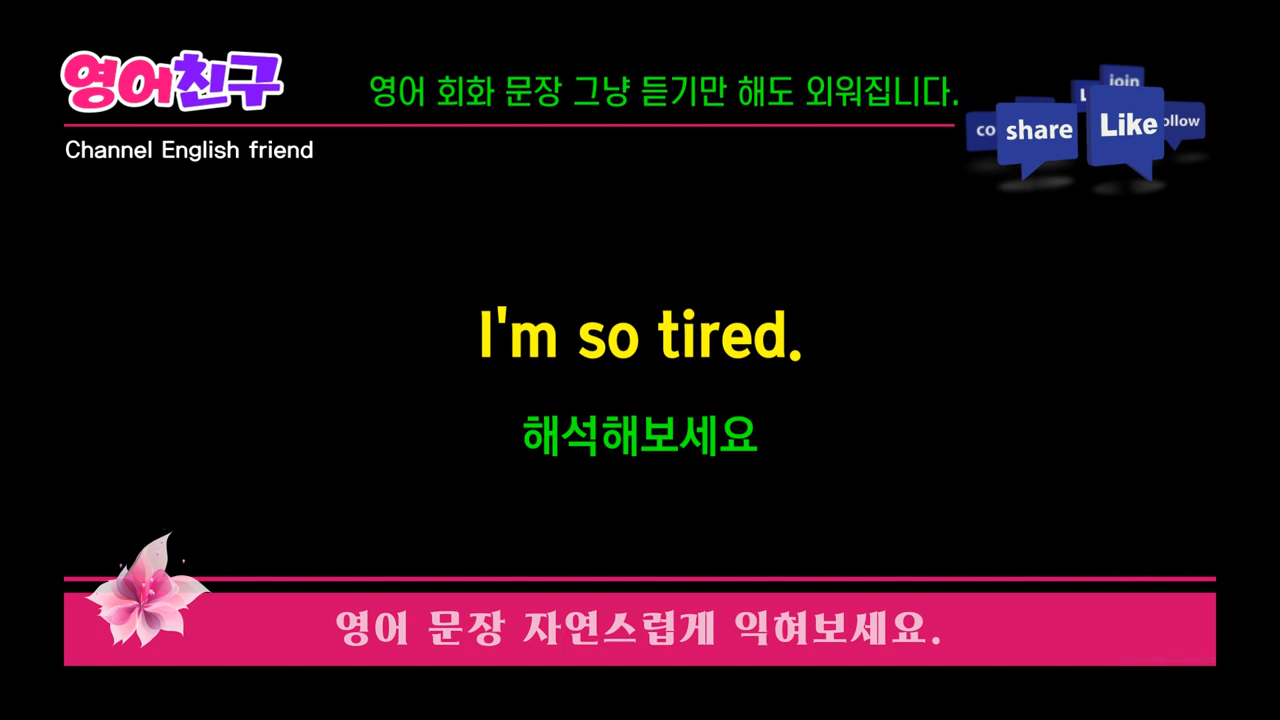 영어친구
영어 회화 문장 그냥 듣기만 해도 외워집니다.
Channel English friend
join
L
co
share
Like
ollow
I'm so tired.
해석해보세요
영어 문장 자연스럽게 익혀보세요.